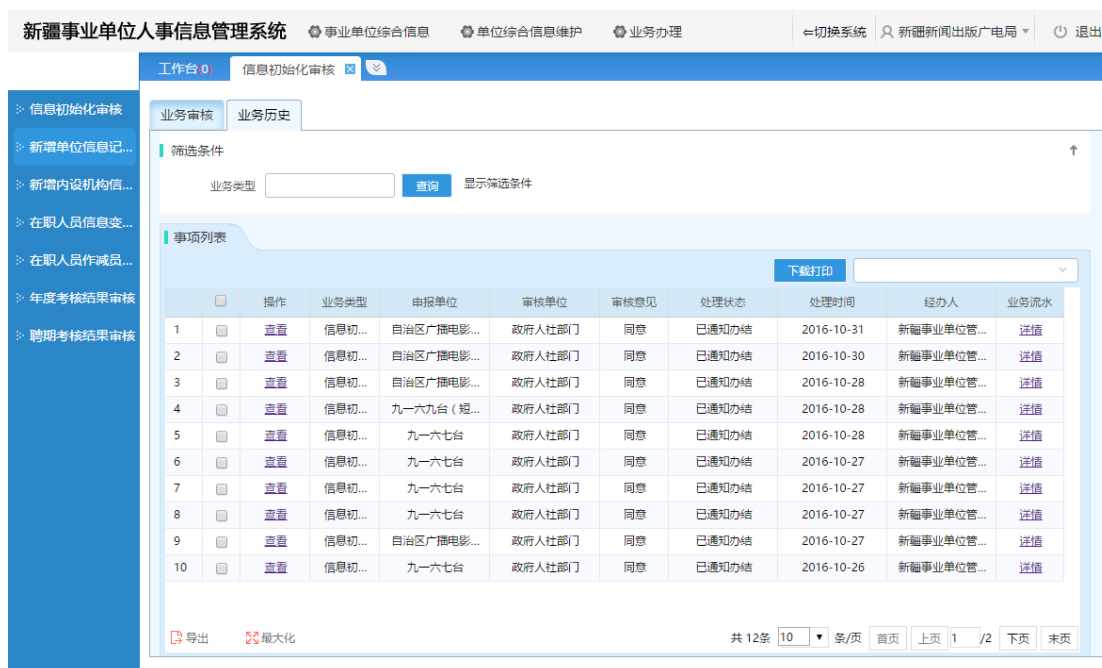 新疆事业单位人事信息管理系统 事业单位综合信息 单位综合信息维护 业务办理 切换系统 新疆新闻出版广电局 退出
工作台(0) 信息初始化审核
信息初始化审核
新增单位信息记...
新增内设机构信...
在职人员信息变...
在职人员作减员...
年度考核结果审核
聘期考核结果审核
业务审核 业务历史
筛选条件
业务类型 查询 显示筛选条件
事项列表
下载打印
操作 业务类型 申报单位 审核单位 审核意见 处理状态 处理时间 经办人 业务流水
1 查看 信息初... 自治区广播电影... 政府人社部门 同意 已通知办结 2016-10-31 新疆事业单位管... 详情
2 查看 信息初... 自治区广播电影... 政府人社部门 同意 已通知办结 2016-10-30 新疆事业单位管... 详情
3 查看 信息初... 自治区广播电影... 政府人社部门 同意 已通知办结 2016-10-28 新疆事业单位管... 详情
4 查看 信息初... 九一六九台（短... 政府人社部门 同意 已通知办结 2016-10-28 新疆事业单位管... 详情
5 查看 信息初... 九一六七台 政府人社部门 同意 已通知办结 2016-10-28 新疆事业单位管... 详情
6 查看 信息初... 九一六七台 政府人社部门 同意 已通知办结 2016-10-27 新疆事业单位管... 详情
7 查看 信息初... 九一六七台 政府人社部门 同意 已通知办结 2016-10-27 新疆事业单位管... 详情
8 查看 信息初... 九一六七台 政府人社部门 同意 已通知办结 2016-10-27 新疆事业单位管... 详情
9 查看 信息初... 自治区广播电影... 政府人社部门 同意 已通知办结 2016-10-27 新疆事业单位管... 详情
10 查看 信息初... 九一六七台 政府人社部门 同意 已通知办结 2016-10-26 新疆事业单位管... 详情
导出 最大化 共 12条 10 条/页 首页 上页 1 /2 下页 末页